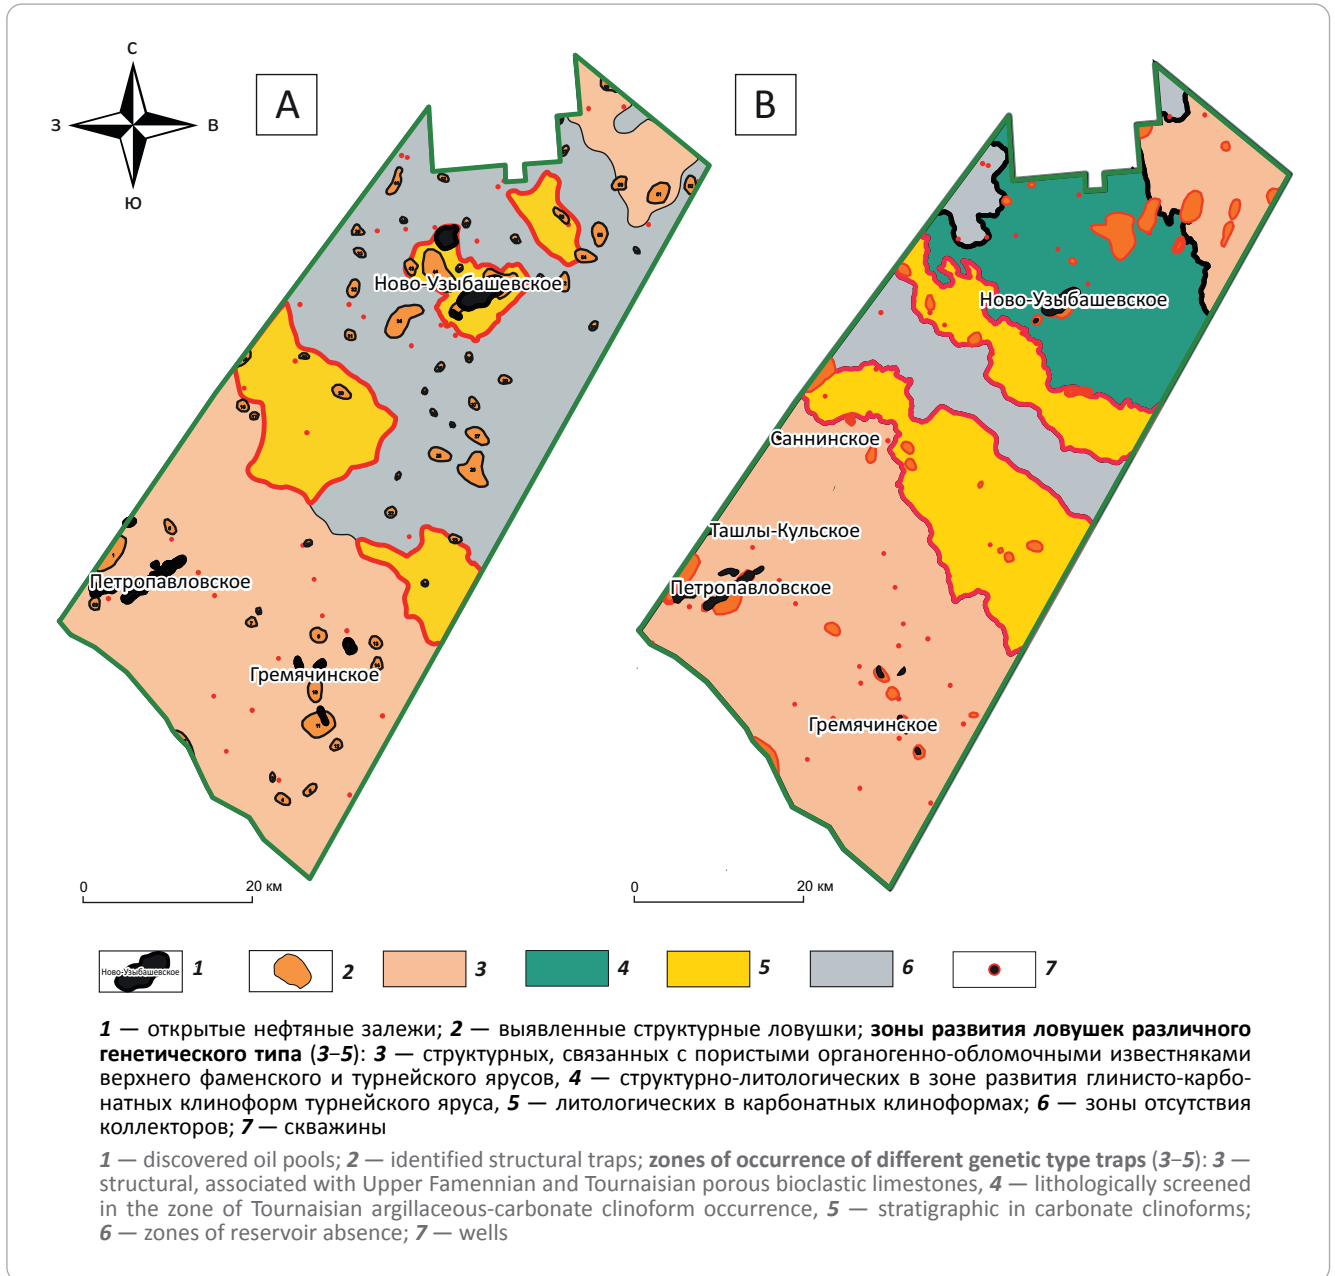 С
З
В
Ю
A
B
Ново-Узыбашевское
Петропавловское
Гремячинское
0
20 км
Ново-Узыбашевское
Саннинское
Ташлы-Кульское
Петропавловское
Гремячинское
0
20 км
Ново-Узыбашевское
1
2
3
4
5
6
7
1 — открытые нефтяные залежи; 2 — выявленные структурные ловушки; зоны развития ловушек различного
генетического типа (3–5): 3 — структурных, связанных с пористыми органогенно-обломочными известняками
верхнего фаменского и турнейского ярусов, 4 — структурно-литологических в зоне развития глинисто-карбо-
натных клиноформ турнейского яруса, 5 — литологических в карбонатных клиноформах; 6 — зоны отсутствия
коллекторов; 7 — скважины
1 — discovered oil pools; 2 — identified structural traps; zones of occurrence of different genetic type traps (3–5): 3 —
structural, associated with Upper Famennian and Tournaisian porous bioclastic limestones, 4 — lithologically screened
in the zone of Tournaisian argillaceous-carbonate clinoform occurrence, 5 — stratigraphic in carbonate clinoforms;
6 — zones of reservoir absence; 7 — wells